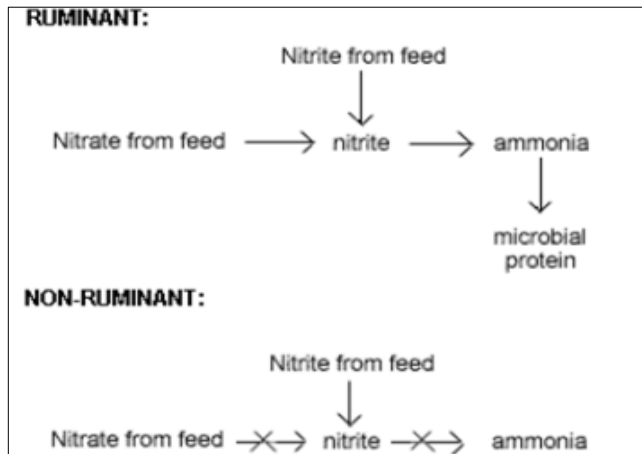 RUMINANT:
Nitrite from feed
Nitrate from feed nitrite ammonia
microbial
protein
NON-RUMINANT:
Nitrite from feed
Nitrate from feed nitrite ammonia